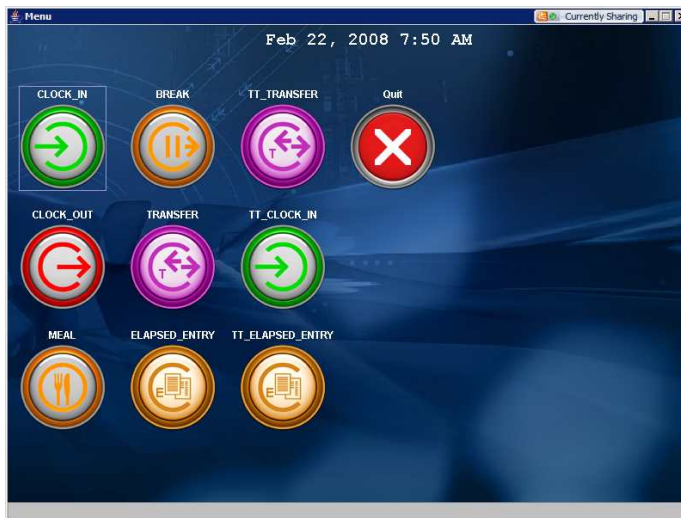 Menu
Currently Sharing
Feb 22, 2008 7:50 AM
CLOCK_IN BREAK TT_TRANSFER Quit
T
CLOCK_OUT TRANSFER TT_CLOCK_IN
T
MEAL ELAPSED_ENTRY TT_ELAPSED_ENTRY
E E